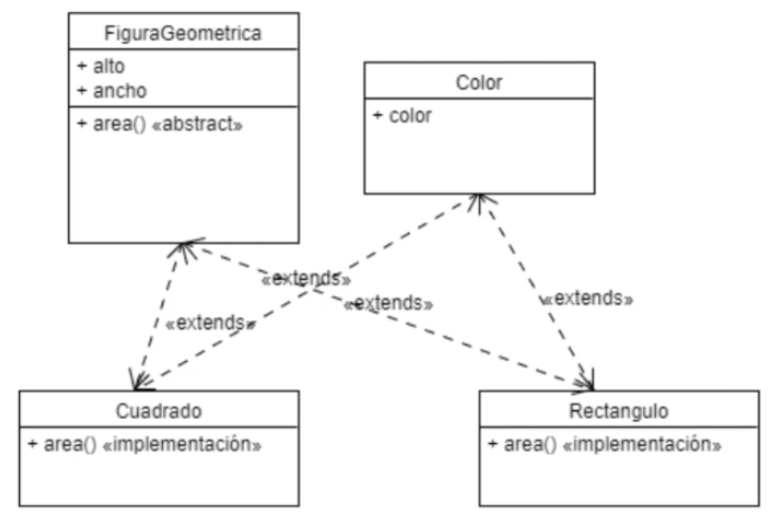 FiguraGeometrica
+ alto
+ ancho
+ area() «abstract»
Color
+ color
«extends»
«extends»
«extends»
«extends»
Cuadrado
+ area() «implementación»
Rectangulo
+ area() «implementación»